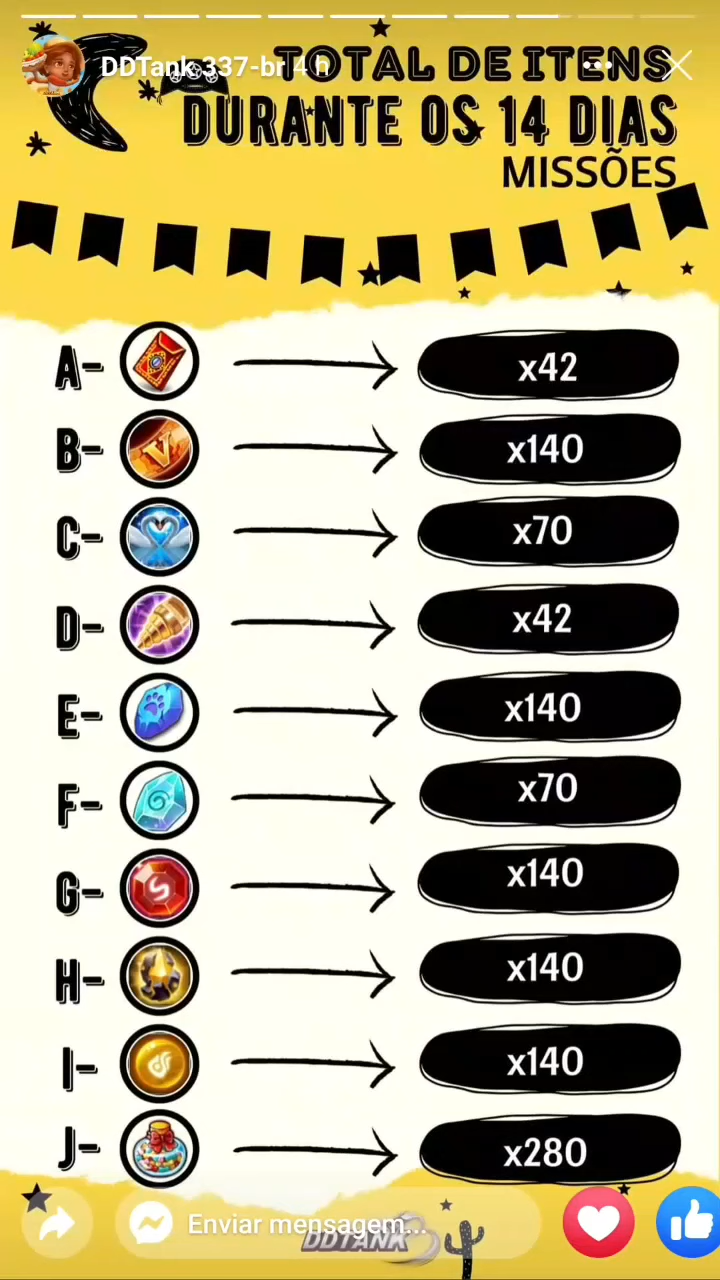 DDTank 337-br 4 h
TOTAL DE ITENS
DURANTE OS 14 DIAS
MISSÕES
A- x42
B- V x140
C- x70
D- x42
E- x140
F- x70
G- S x140
H- x140
I- x140
J- x280
Enviar mensagem...
DDTANK